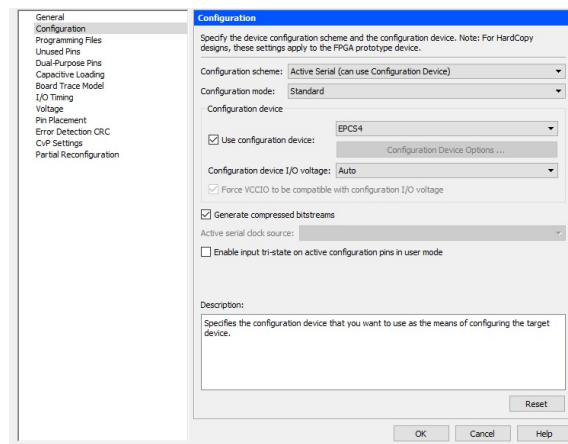 General
Configuration
Programming Files
Unused Pins
Dual-Purpose Pins
Capacitive Loading
Board Trace Model
I/O Timing
Voltage
Pin Placement
Error Detection CRC
CvP Settings
Partial Reconfiguration
Configuration
Specify the device configuration scheme and the configuration device. Note: For HardCopy
designs, these settings apply to the FPGA prototype device.
Configuration scheme: Active Serial (can use Configuration Device)
Configuration mode: Standard
Configuration device
EPCS4
Use configuration device:
Configuration Device Options ...
Configuration device I/O voltage: Auto
Force VCCIO to be compatible with configuration I/O voltage
Generate compressed bitstreams
Active serial clock source:
Enable input tri-state on active configuration pins in user mode
Description:
Specifies the configuration device that you want to use as the means of configuring the target
device.
Reset
OK Cancel Help